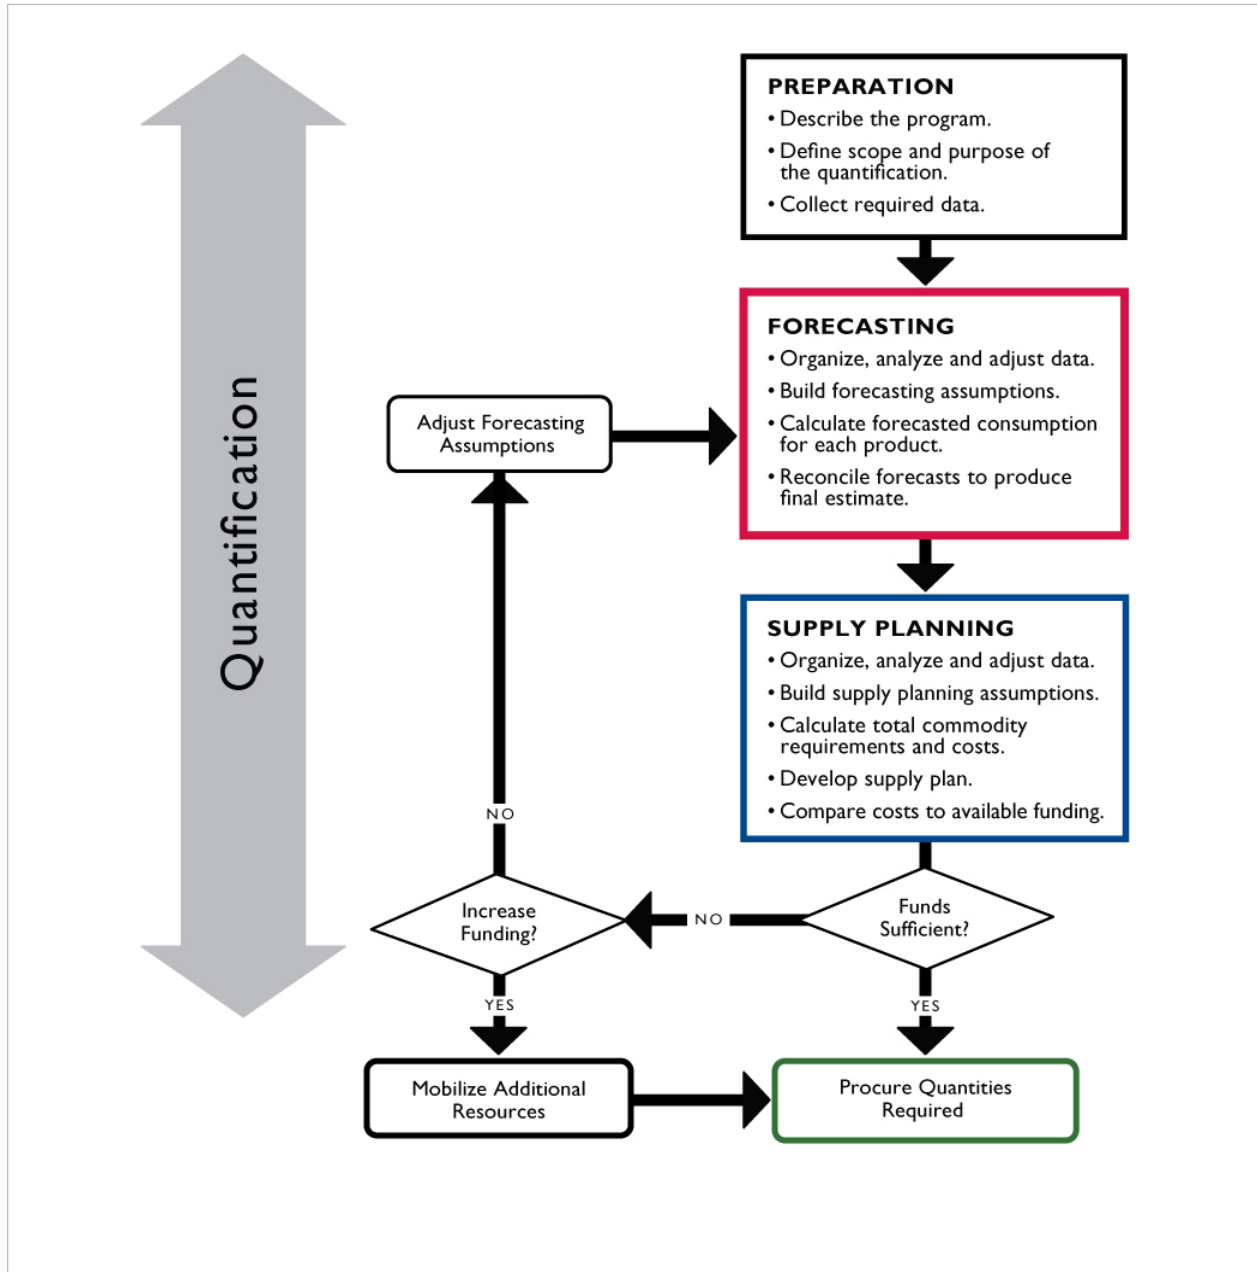 Quantification
PREPARATION
• Describe the program.
• Define scope and purpose of
the quantification.
• Collect required data.
FORECASTING
• Organize, analyze and adjust data.
• Build forecasting assumptions.
• Calculate forecasted consumption
for each product.
• Reconcile forecasts to produce
final estimate.
Adjust Forecasting
Assumptions
SUPPLY PLANNING
• Organize, analyze and adjust data.
• Build supply planning assumptions.
• Calculate total commodity
requirements and costs.
• Develop supply plan.
• Compare costs to available funding.
Funds
Sufficient?
NO
Increase
Funding?
NO
YES
YES
Mobilize Additional
Resources
Procure Quantities
Required